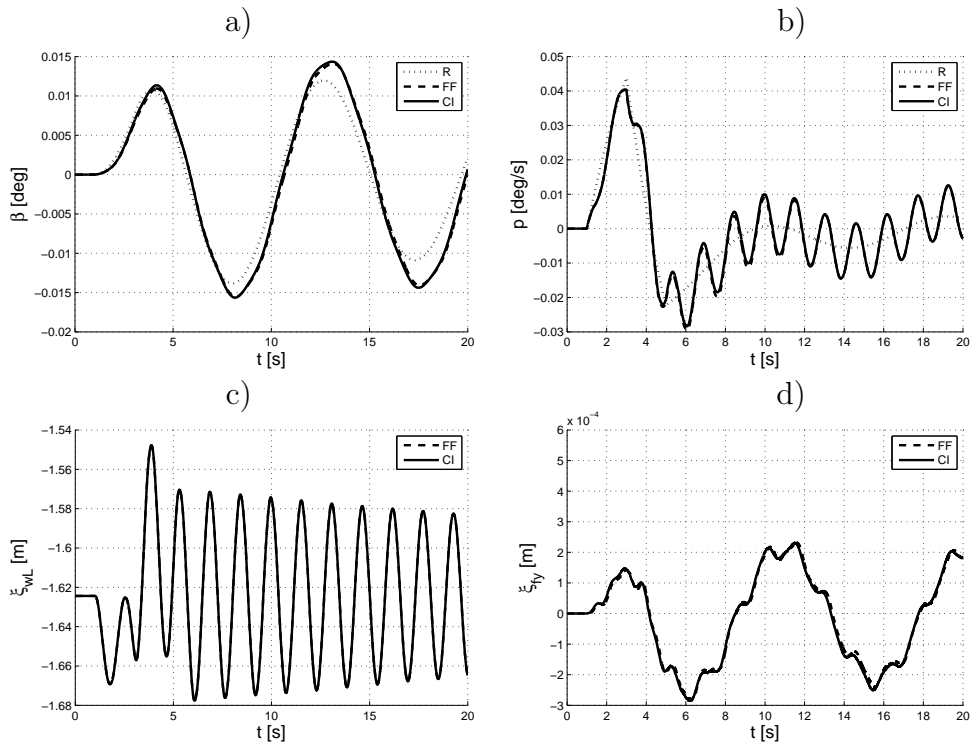 a)
0.015
0.01
0.005
0
−0.005
−0.01
−0.015
−0.02
β [deg]
0 5 10 15 20
t [s]
R
FF
CI
b)
0.05
0.04
0.03
0.02
0.01
0
−0.01
−0.02
−0.03
p [deg/s]
0 2 4 6 8 10 12 14 16 18 20
t [s]
R
FF
CI
c)
−1.54
−1.56
−1.58
−1.6
−1.62
−1.64
−1.66
−1.68
ξwL [m]
0 5 10 15 20
t [s]
FF
CI
d)
x 10−4
6
5
4
3
2
1
0
−1
−2
−3
ξfy [m]
0 2 4 6 8 10 12 14 16 18 20
t [s]
FF
CI